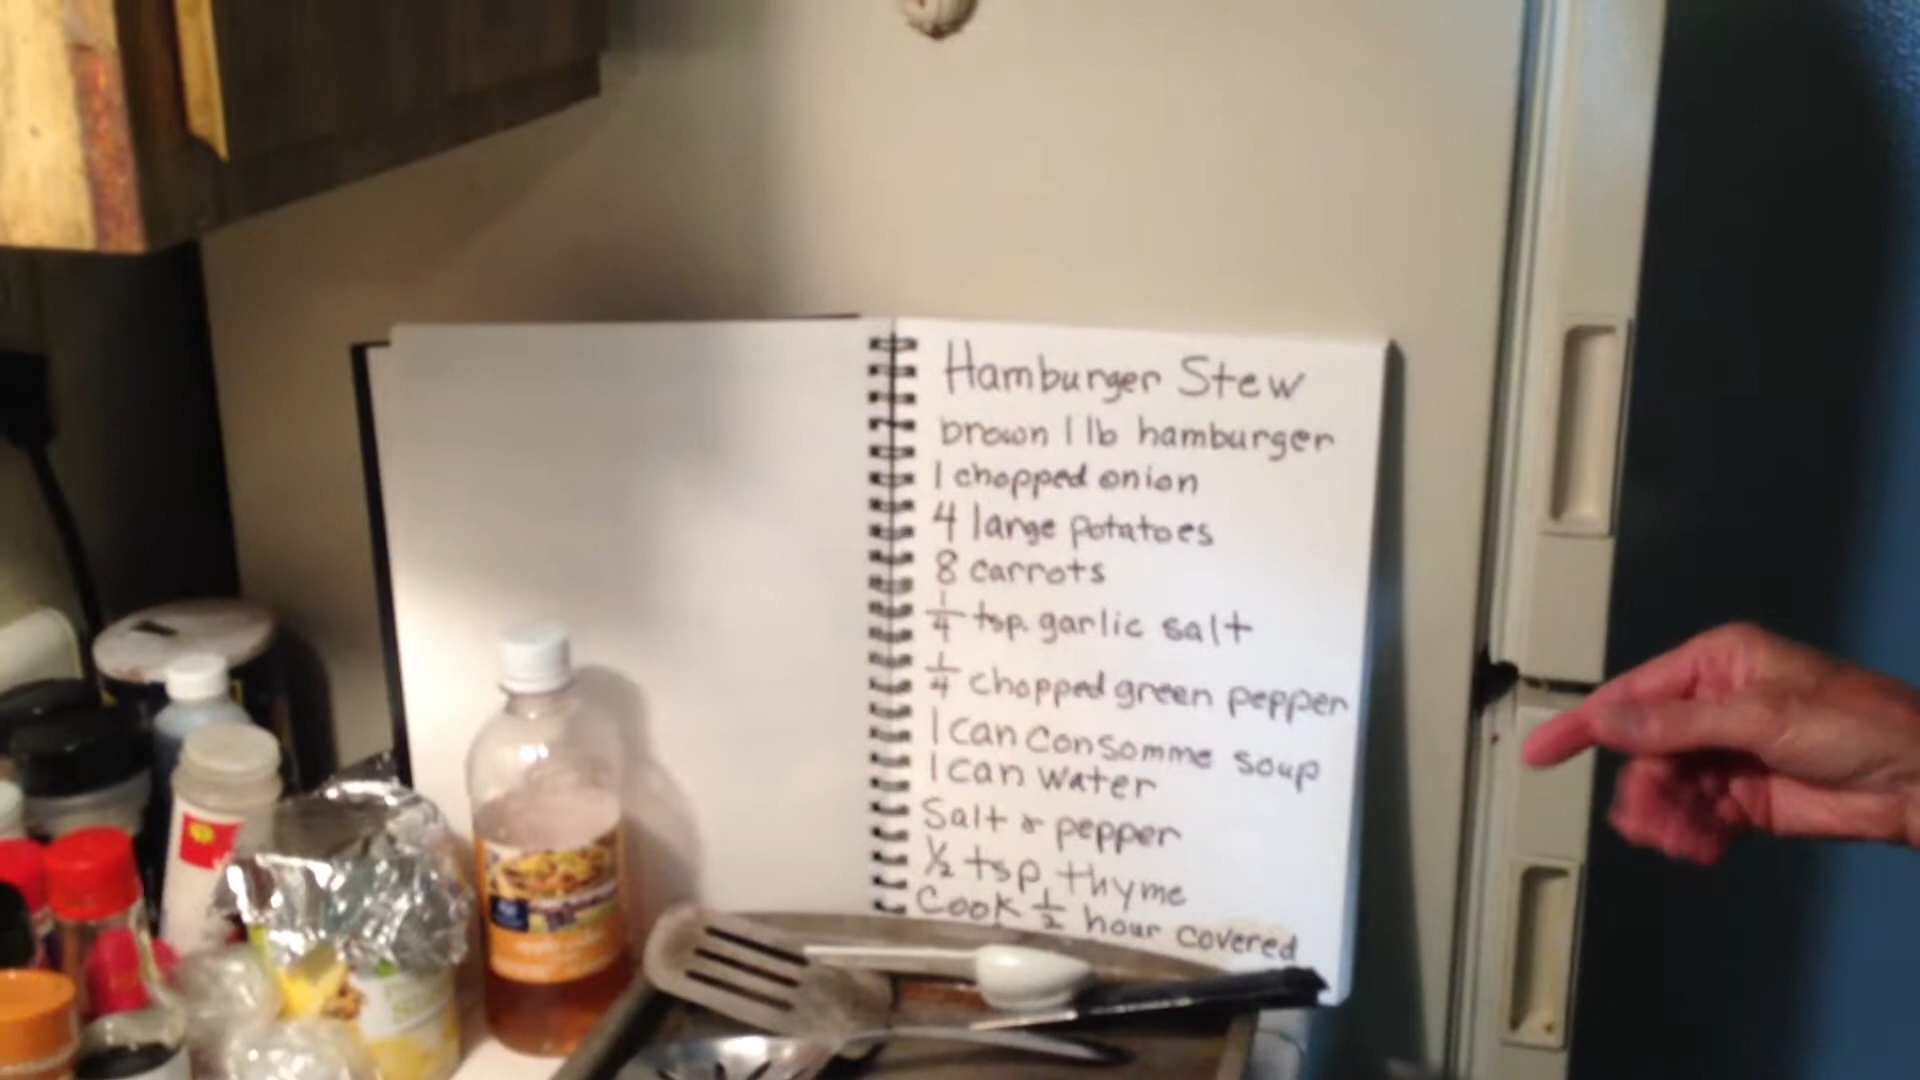 Hamburger Stew
brown 1 lb hamburger
1 chopped onion
4 large potatoes
8 carrots
1/4 tsp. garlic salt
1/4 chopped green pepper
1 can consomme soup
1 can water
Salt & pepper
1/2 tsp. thyme
Cook 1/2 hour covered